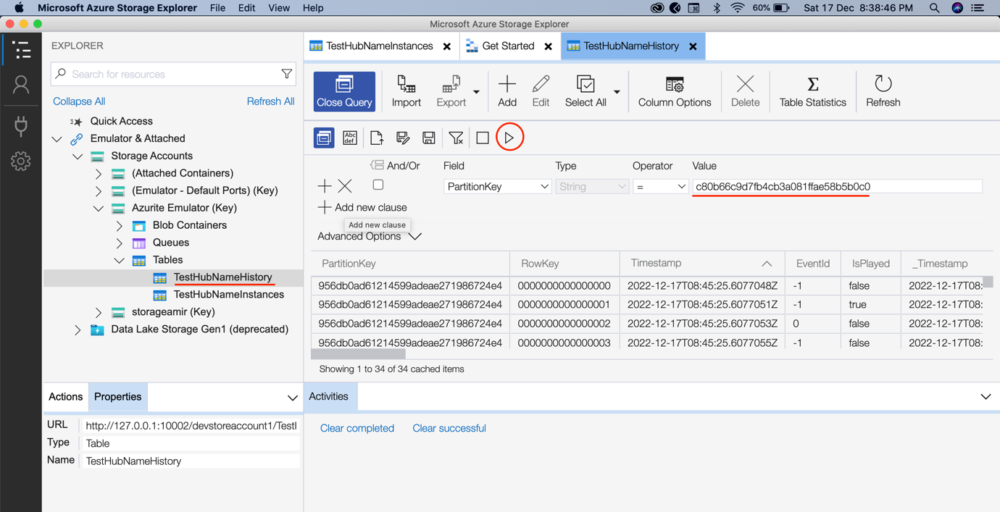 Microsoft Azure Storage Explorer File Edit View Help 60% Sat 17 Dec 8:38:46 PM
Microsoft Azure Storage Explorer
EXPLORER
Search for resources
Collapse All Refresh All
Quick Access
Emulator & Attached
Storage Accounts
(Attached Containers)
(Emulator - Default Ports) (Key)
Azurite Emulator (Key)
Blob Containers
Queues
Tables
TestHubNameHistory
TestHubNameInstances
storageamir (Key)
Data Lake Storage Gen1 (deprecated)
Actions Properties
URL http://127.0.0.1:10002/devstoreaccount1/TestI
Type Table
Name TestHubNameHistory
TestHubNameInstances Get Started TestHubNameHistory
Close Query Import Export Add Edit Select All Column Options Delete Table Statistics Refresh
Abc
def
And/Or Field Type Operator Value
PartitionKey String = c80b66c9d7fb4cb3a081ffae58b5b0c0
Add new clause
Add new clause
Advanced Options
PartitionKey RowKey Timestamp EventId IsPlayed _Timestamp
956db0ad61214599adeae271986724e4 0000000000000000 2022-12-17T08:45:25.6077048Z -1 false 2022-12-17T08:
956db0ad61214599adeae271986724e4 0000000000000001 2022-12-17T08:45:25.6077051Z -1 true 2022-12-17T08:
956db0ad61214599adeae271986724e4 0000000000000002 2022-12-17T08:45:25.6077053Z 0 false 2022-12-17T08:
956db0ad61214599adeae271986724e4 0000000000000003 2022-12-17T08:45:25.6077055Z -1 false 2022-12-17T08:
Showing 1 to 34 of 34 cached items
Activities
Clear completed Clear successful